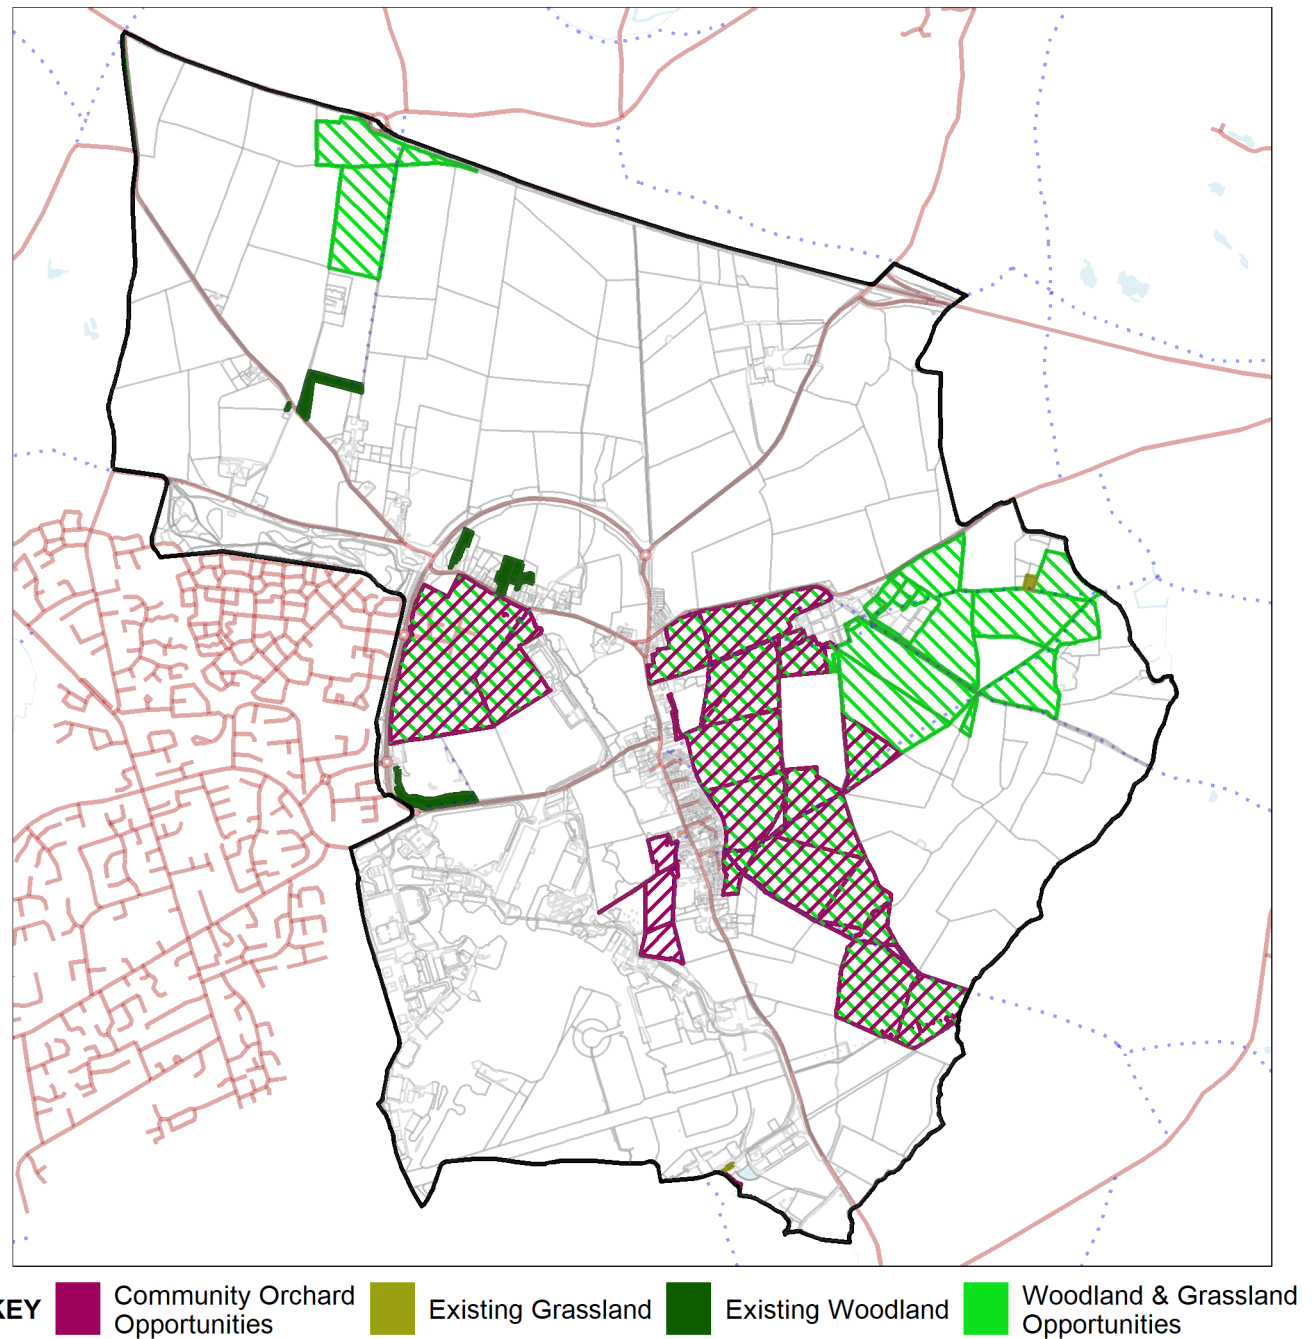 KEY
Community Orchard
Opportunities
Existing Grassland
Existing Woodland
Woodland & Grassland
Opportunities